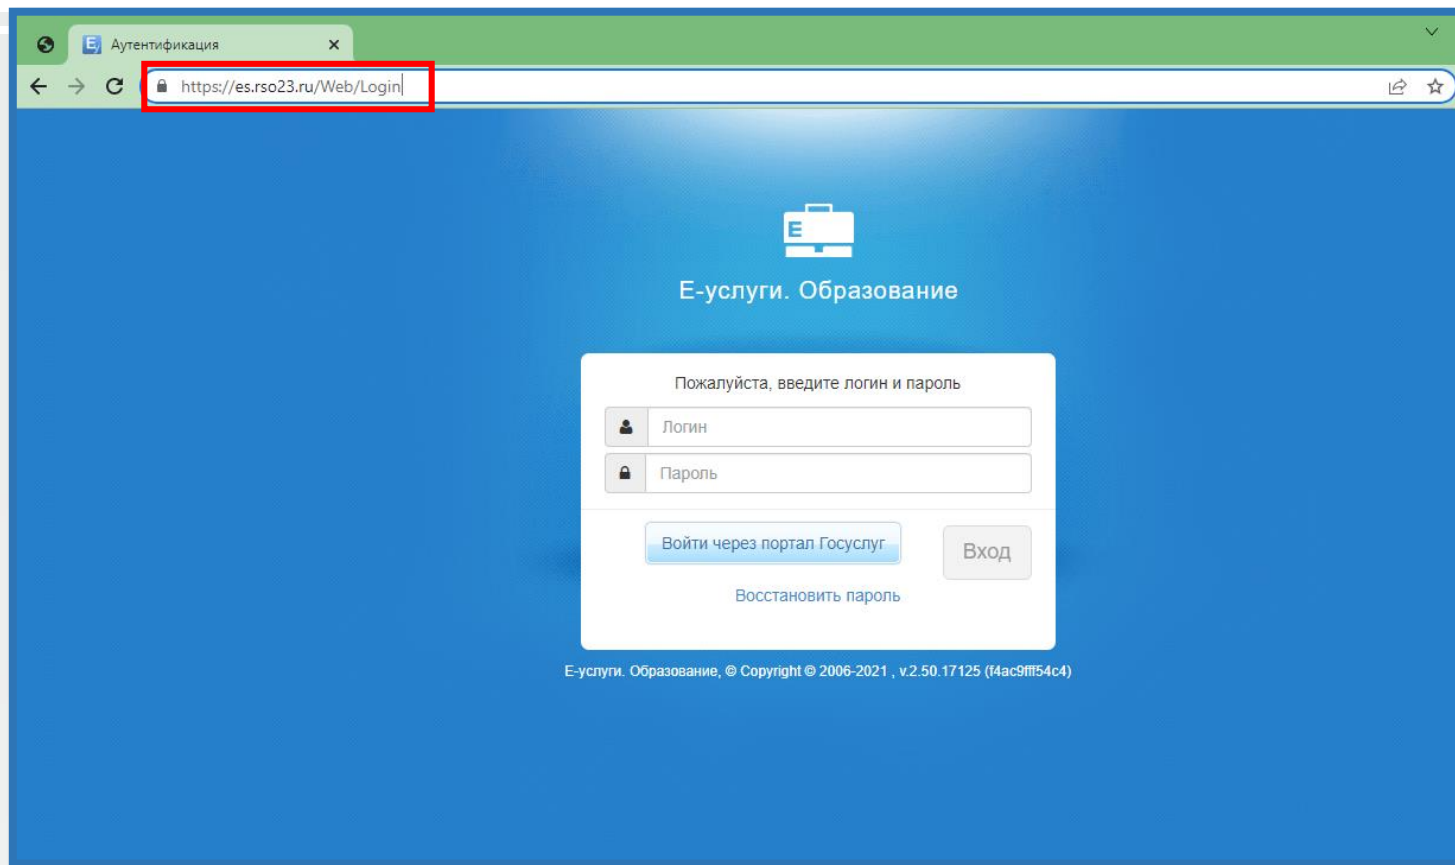 Аутентификация
https://es.rso23.ru/Web/Login
E
Е-услуги. Образование
Пожалуйста, введите логин и пароль
Логин
Пароль
Войти через портал Госуслуг
Вход
Восстановить пароль
Е-услуги. Образование, © Copyright © 2006-2021 , v.2.50.17125 (f4ac9fff54c4)